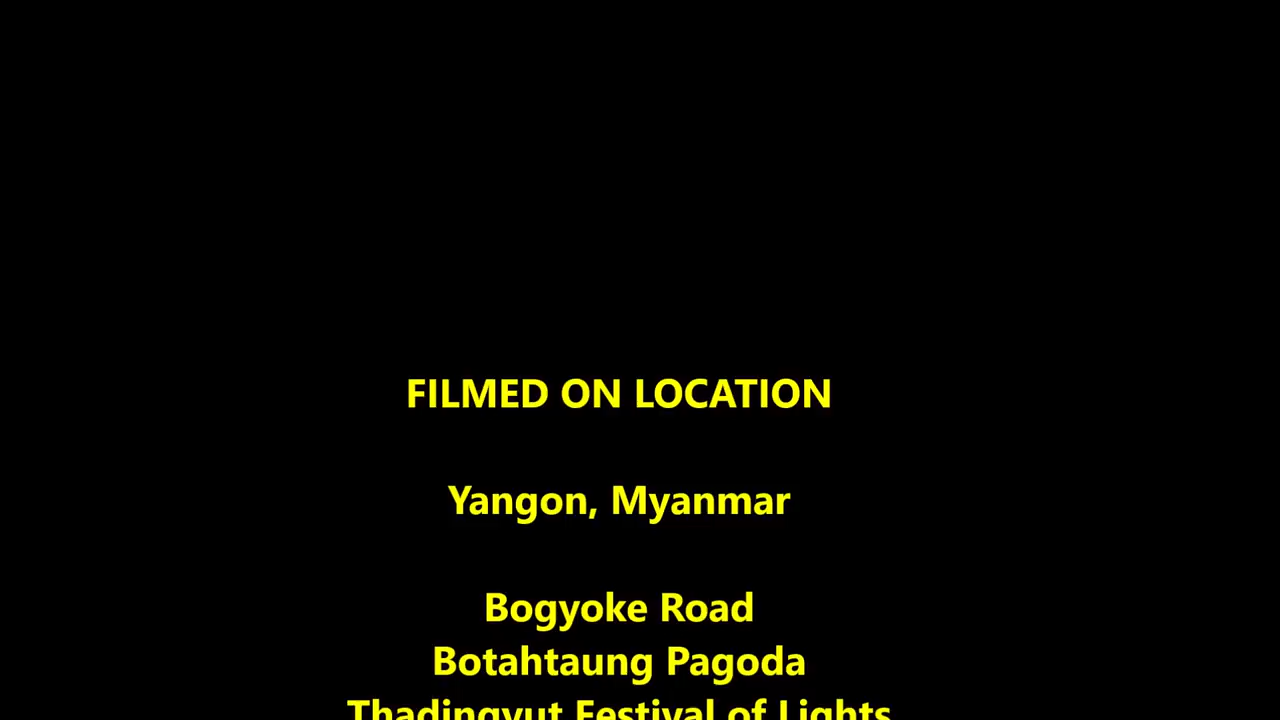 FILMED ON LOCATION
Yangon, Myanmar
Bogyoke Road
Botahtaung Pagoda
Thadingyut Festival of Lights